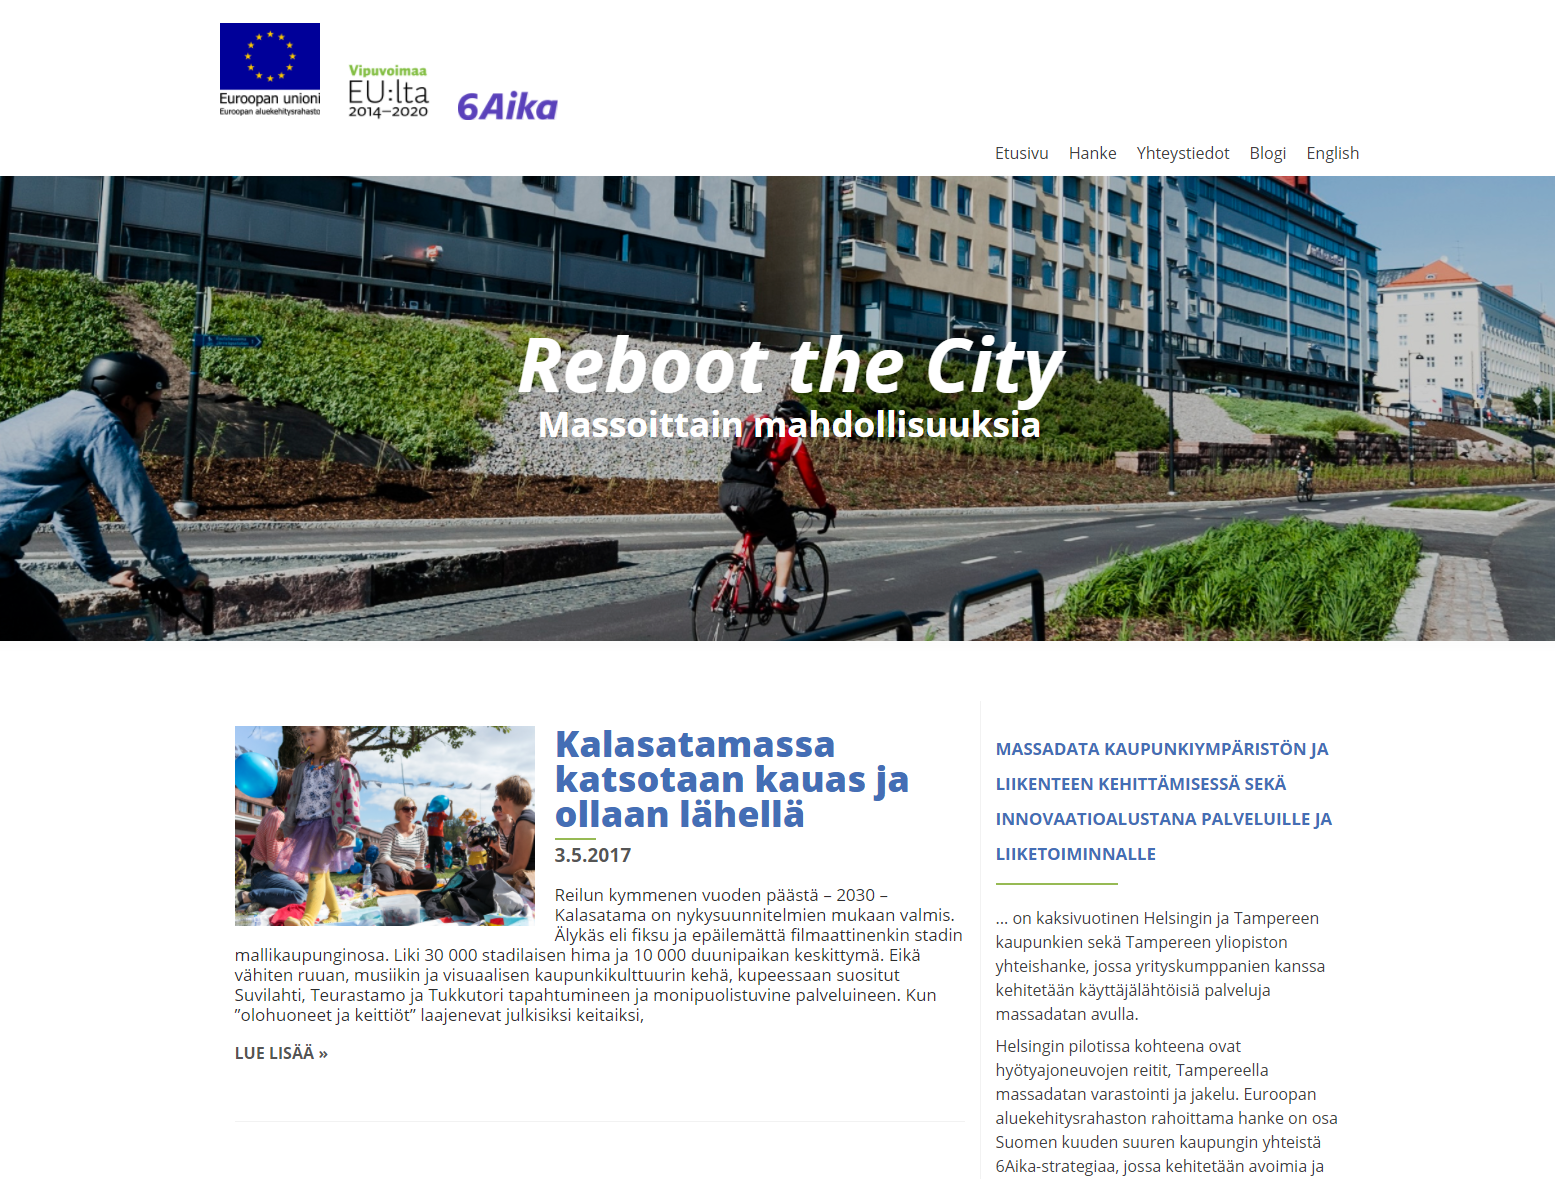 Euroopan unioni
Euroopan aluekehitysrahasto
Vipuvoimaa
EU:lta
2014–2020
6Aika
Etusivu Hanke Yhteystiedot Blogi English
Reboot the City
Massoittain mahdollisuuksia
Kalasatamassa
katsotaan kauas ja
ollaan lähellä
3.5.2017
Reilun kymmenen vuoden päästä – 2030 –
Kalasatama on nykysuunnitelmien mukaan valmis.
Älykäs eli fiksu ja epäilemättä filmaattinenkin stadin
mallikaupunginosa. Liki 30 000 stadilaisen hima ja 10 000 duunipaikan keskittymä. Eikä
vähiten ruuan, musiikin ja visuaalisen kaupunkikulttuurin kehä, kupeessaan suositut
Suvilahti, Teurastamo ja Tukkutori tapahtumineen ja monipuolistuvine palveluineen. Kun
”olohuoneet ja keittiöt” laajenevat julkisiksi keitaiksi,
LUE LISÄÄ »
MASSADATA KAUPUNKIYMPÄRISTÖN JA
LIIKENTEEN KEHITTÄMISESSÄ SEKÄ
INNOVAATIOALUSTANA PALVELUILLE JA
LIIKETOIMINNALLE
... on kaksivuotinen Helsingin ja Tampereen
kaupunkien sekä Tampereen yliopiston
yhteishanke, jossa yrityskumppanien kanssa
kehitetään käyttäjälähtöisiä palveluja
massadatan avulla.
Helsingin pilotissa kohteena ovat
hyötyajoneuvojen reitit, Tampereella
massadatan varastointi ja jakelu. Euroopan
aluekehitysrahaston rahoittama hanke on osa
Suomen kuuden suuren kaupungin yhteistä
6Aika-strategiaa, jossa kehitetään avoimia ja